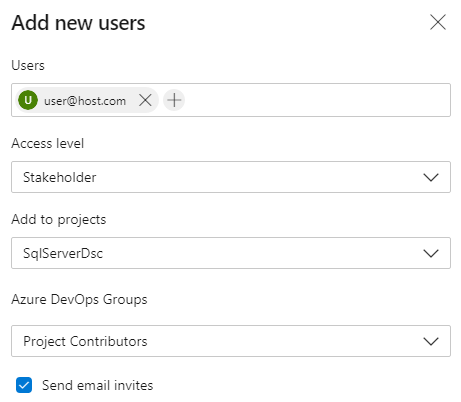 Add new users
Users
U user@host.com
Access level
Stakeholder
Add to projects
SqlServerDsc
Azure DevOps Groups
Project Contributors
Send email invites